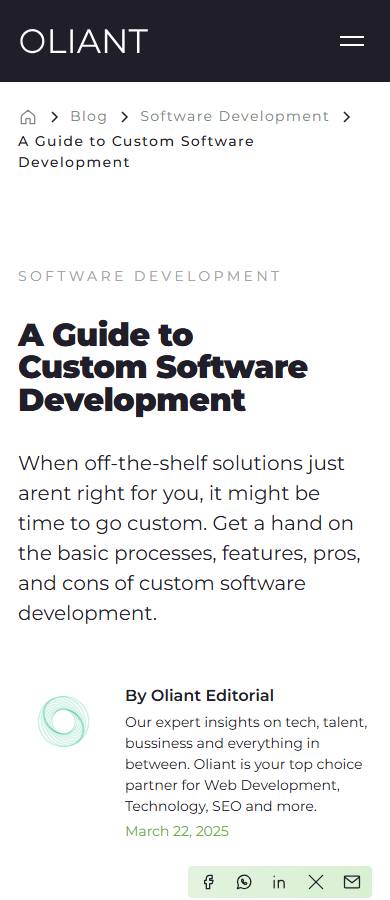 OLIANT
Blog
Software Development
A Guide to Custom Software
Development
SOFTWARE DEVELOPMENT
A Guide to
Custom Software
Development
When off-the-shelf solutions just
arent right for you, it might be
time to go custom. Get a hand on
the basic processes, features, pros,
and cons of custom software
development.
By Oliant Editorial
Our expert insights on tech, talent,
bussiness and everything in
between. Oliant is your top choice
partner for Web Development,
Technology, SEO and more.
March 22, 2025